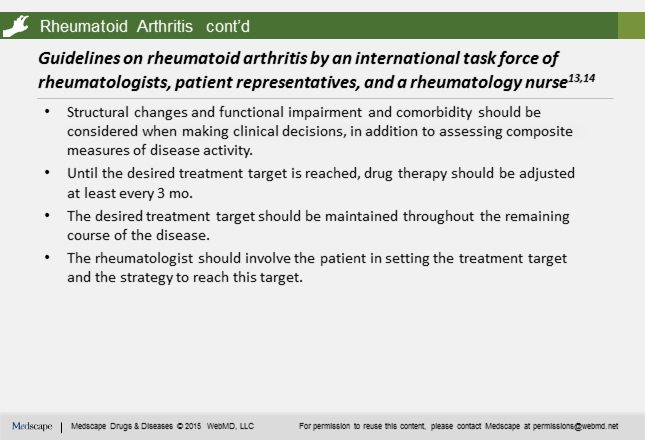 Rheumatoid Arthritis cont'd
Guidelines on rheumatoid arthritis by an international task force of
rheumatologists, patient representatives, and a rheumatology nurse13,14
• Structural changes and functional impairment and comorbidity should be
considered when making clinical decisions, in addition to assessing composite
measures of disease activity.
• Until the desired treatment target is reached, drug therapy should be adjusted
at least every 3 mo.
• The desired treatment target should be maintained throughout the remaining
course of the disease.
• The rheumatologist should involve the patient in setting the treatment target
and the strategy to reach this target.
Medscape | Medscape Drugs & Diseases © 2015 WebMD, LLC For permission to reuse this content, please contact Medscape at permissions@webmd.net